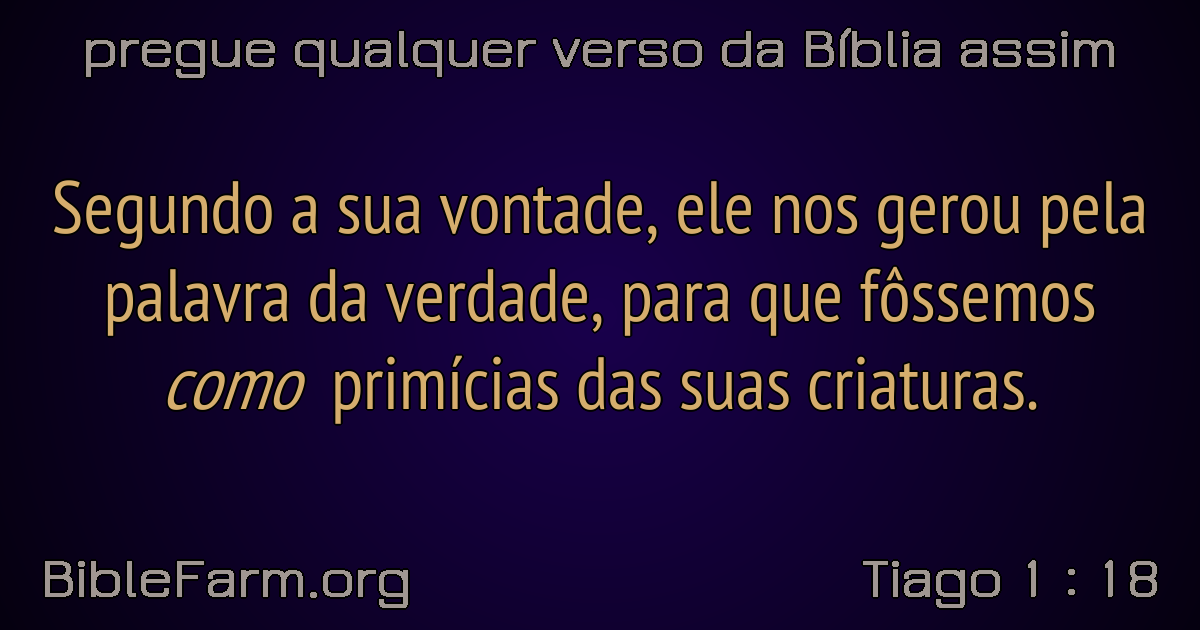 pregue qualquer verso da Bíblia assim
Segundo a sua vontade, ele nos gerou pela
palavra da verdade, para que fôssemos
como primícias das suas criaturas.
BibleFarm.org
Tiago 1 : 18